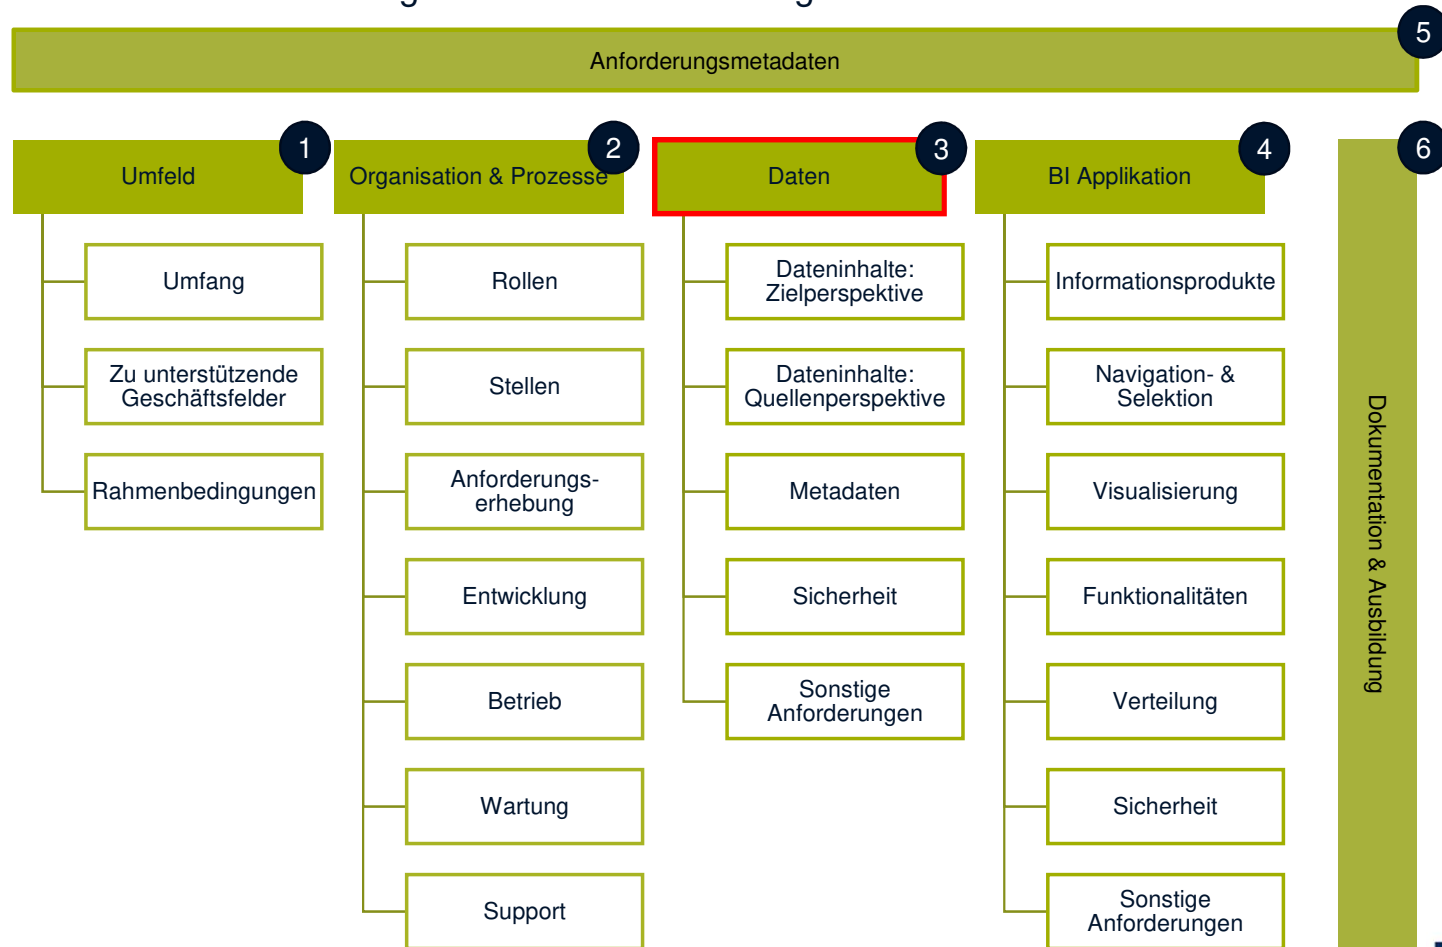 5
Anforderungsmetadaten
1
Umfeld
Umfang
Zu unterstützende
Geschäftsfelder
Rahmenbedingungen
2
Organisation & Prozesse
Rollen
Stellen
Anforderungs-
erhebung
Entwicklung
Betrieb
Wartung
Support
3
Daten
Dateninhalte:
Zielperspektive
Dateninhalte:
Quellenperspektive
Metadaten
Sicherheit
Sonstige
Anforderungen
4
BI Applikation
Informationsprodukte
Navigation- &
Selektion
Visualisierung
Funktionalitäten
Verteilung
Sicherheit
Sonstige
Anforderungen
6
Dokumentation & Ausbildung